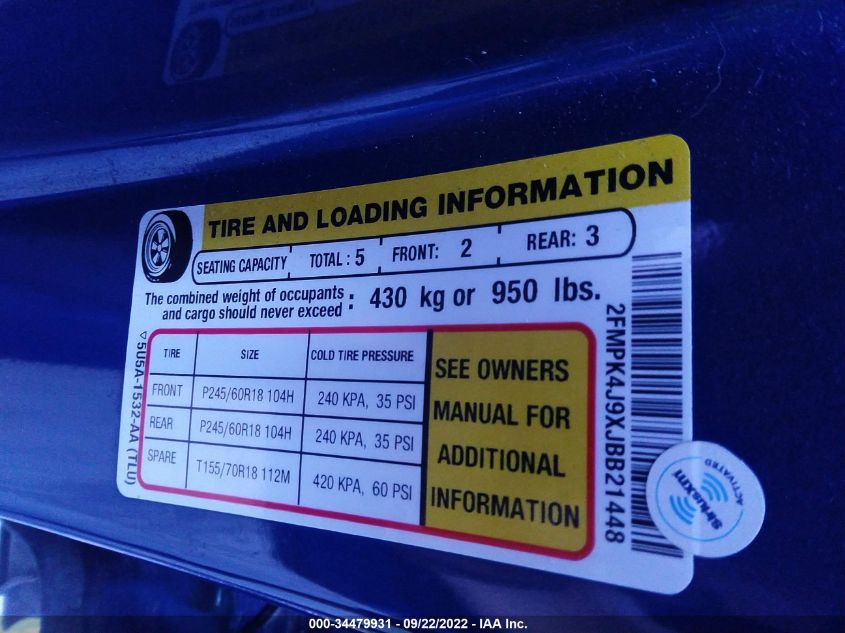 TIRE AND LOADING INFORMATION
SEATING CAPACITY TOTAL : 5 FRONT: 2 REAR: 3
The combined weight of occupants
and cargo should never exceed : 430 kg or 950 lbs.
TIRE SIZE COLD TIRE PRESSURE
FRONT P245/60R18 104H 240 KPA, 35 PSI
REAR P245/60R18 104H 240 KPA, 35 PSI
SPARE T155/70R18 112M 420 KPA, 60 PSI
SEE OWNERS
MANUAL FOR
ADDITIONAL
INFORMATION
5U5A-1532-AA (TLU)
2FMPK4J9XJBB21448
siriusxm
ACTIVATED
000-34479931 - 09/22/2022 - IAA Inc.